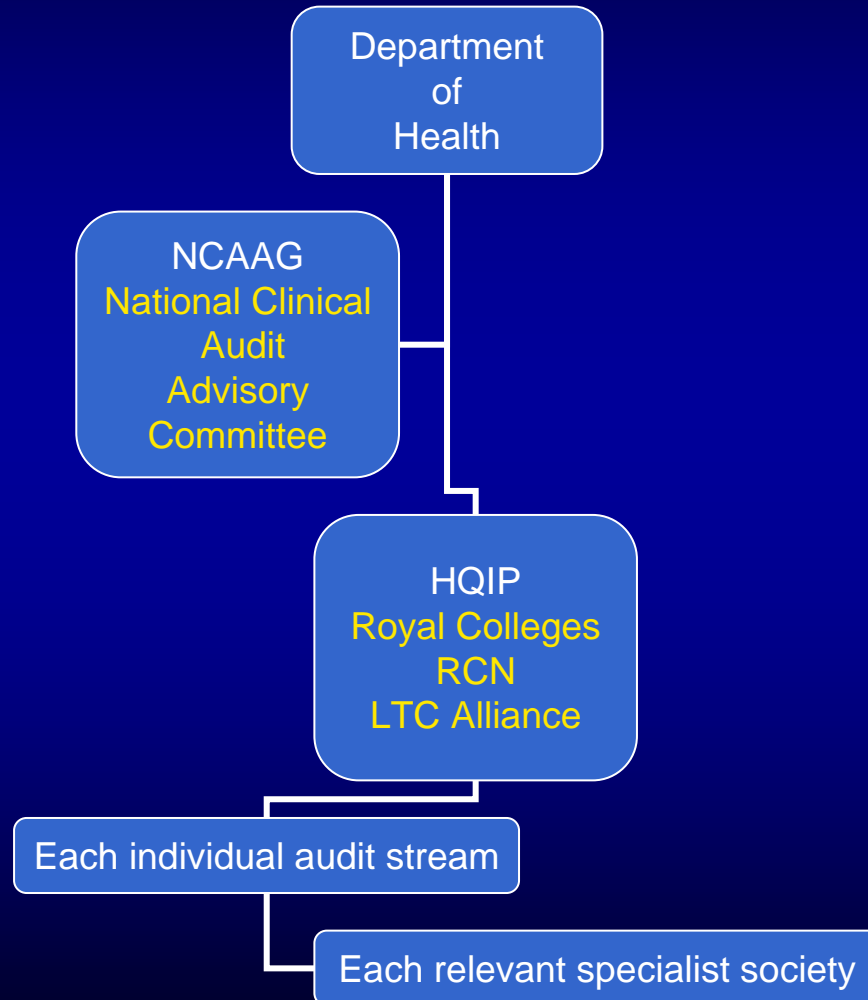 Department
of
Health
NCAAG
National Clinical
Audit
Advisory
Committee
HQIP
Royal Colleges
RCN
LTC Alliance
Each individual audit stream
Each relevant specialist society